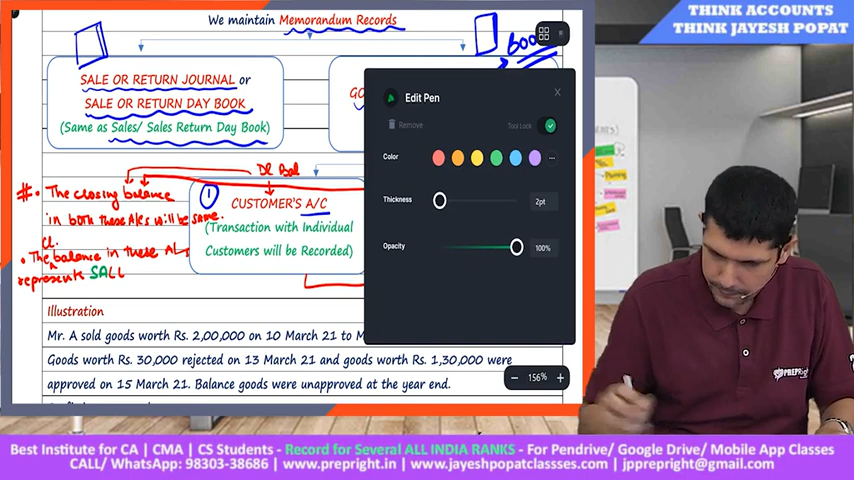 We maintain Memorandum Records
SALE OR RETURN JOURNAL or
SALE OR RETURN DAY BOOK
(Same as Sales/ Sales Return Day Book)
GO
Edit Pen
X
Remove
Tool Lock
Color
Thickness
2pt
Opacity
100%
Dr Bal
#. The closing balance
in both these A/cs will be same.
cl.
. The balance in these A/
represents SALL
1
CUSTOMER'S A/C
(Transaction with Individual
Customers will be Recorded)
Illustration
Mr. A sold goods worth Rs. 2,00,000 on 10 March 21 to M
Goods worth Rs. 30,000 rejected on 13 March 21 and goods worth Rs. 1,30,000 were
approved on 15 March 21. Balance goods were unapproved at the year end.
156%
THINK ACCOUNTS
THINK JAYESH POPAT
PREPRight
Best Institute for CA | CMA | CS Students - Record for Several ALL INDIA RANKS - For Pendrive/ Google Drive/ Mobile App Classes
CALL/ WhatsApp: 98303-38686 | www.prepright.in | www.jayeshpopatclassses.com | jpprepright@gmail.com